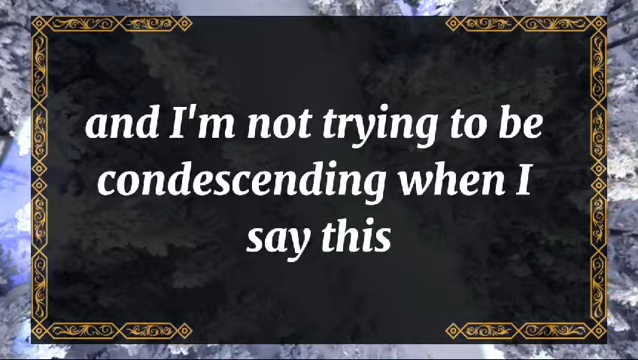 and I'm not trying to be
condescending when I
say this